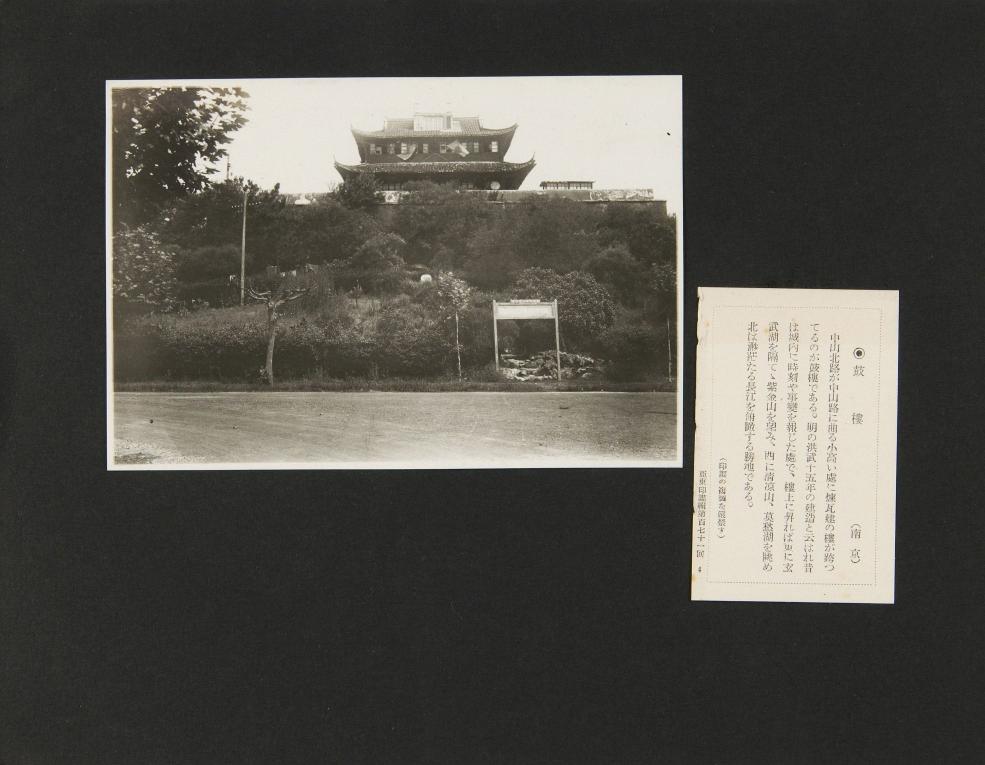 ◉鼓樓 (南京)
中山北路が中山路に曲る小高い處に煉瓦建の樓が跨つ
てるのが鼓樓である。明の洪武十五年の建造と云はれ昔
は城内に時刻や事變を報じた處で、樓上に昇れば東に玄
武湖を隔てゝ紫金山を望み、西に清凉山、莫愁湖を眺め
北は渺茫たる長江を俯瞰する勝地である。
(印畫の複製を嚴禁す)
亞東印畫輯第百七十一回 4